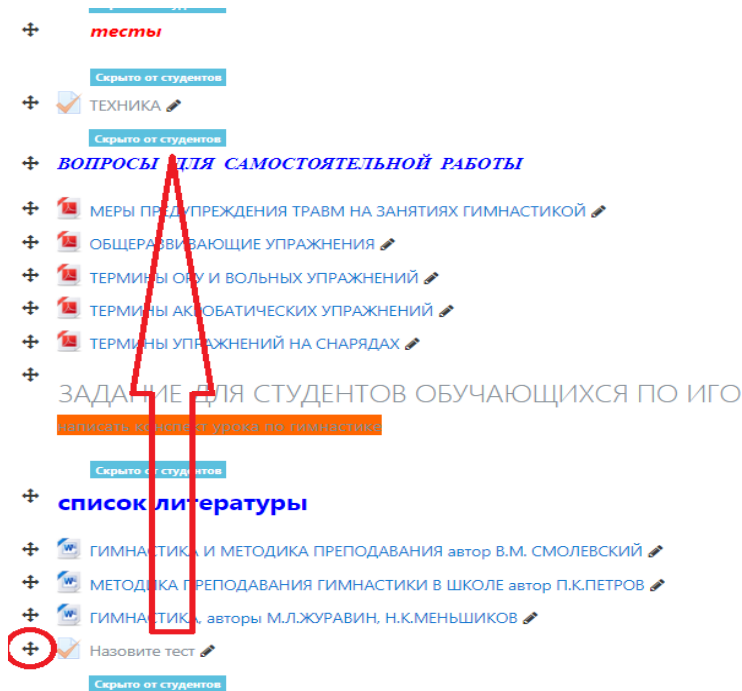 тесты
Скрыто от студентов
ТЕХНИКА
Скрыто от студентов
ВОПРОСЫ ДЛЯ САМОСТОЯТЕЛЬНОЙ РАБОТЫ
МЕРЫ ПРЕДУПРЕЖДЕНИЯ ТРАВМ НА ЗАНЯТИЯХ ГИМНАСТИКОЙ
ОБЩЕРАЗВИВАЮЩИЕ УПРАЖНЕНИЯ
ТЕРМИНЫ ОРУ И ВОЛЬНЫХ УПРАЖНЕНИЙ
ТЕРМИНЫ АКРОБАТИЧЕСКИХ УПРАЖНЕНИЙ
ТЕРМИНЫ УПРАЖНЕНИЙ НА СНАРЯДАХ
ЗАДАНИЕ ДЛЯ СТУДЕНТОВ ОБУЧАЮЩИХСЯ ПО ИГО
написать конспект урока по гимнастике
Скрыто от студентов
список литературы
ГИМНАСТИКА И МЕТОДИКА ПРЕПОДАВАНИЯ автор В.М. СМОЛЕВСКИЙ
МЕТОДИКА ПРЕПОДАВАНИЯ ГИМНАСТИКИ В ШКОЛЕ автор П.К.ПЕТРОВ
ГИМНАСТИКА, авторы М.Л.ЖУРАВИН, Н.К.МЕНЬШИКОВ
Назовите тест
Скрыто от студентов